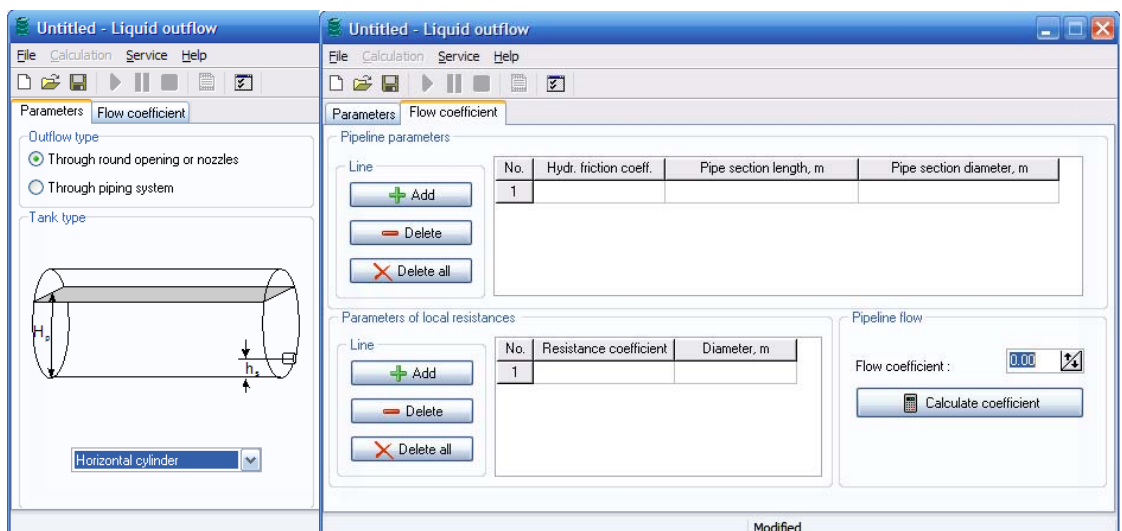 Untitled - Liquid outflow
File Calculation Service Help
Parameters Flow coefficient
Outflow type
Through round opening or nozzles
Through piping system
Tank type
Hₚ
hₛ
Horizontal cylinder
Untitled - Liquid outflow
File Calculation Service Help
Parameters Flow coefficient
Pipeline parameters
Line
Add
Delete
Delete all
No. Hydr. friction coeff. Pipe section length, m Pipe section diameter, m
1
Parameters of local resistances
Line
Add
Delete
Delete all
No. Resistance coefficient Diameter, m
1
Pipeline flow
Flow coefficient : 0.00
Calculate coefficient
Modified